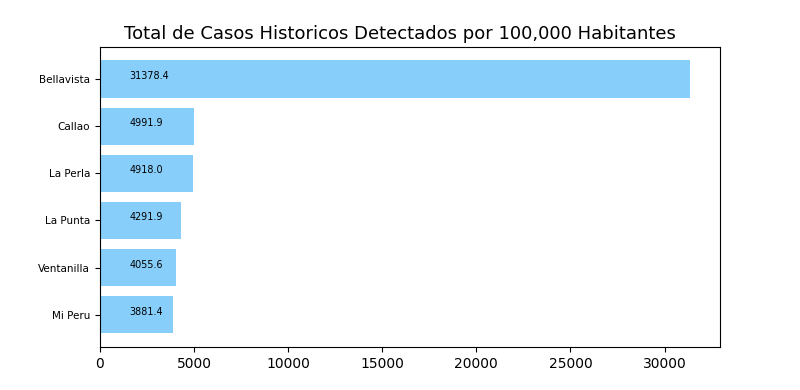 Total de Casos Historicos Detectados por 100,000 Habitantes
Bellavista 31378.4
Callao 4991.9
La Perla 4918.0
La Punta 4291.9
Ventanilla 4055.6
Mi Peru 3881.4
0 5000 10000 15000 20000 25000 30000